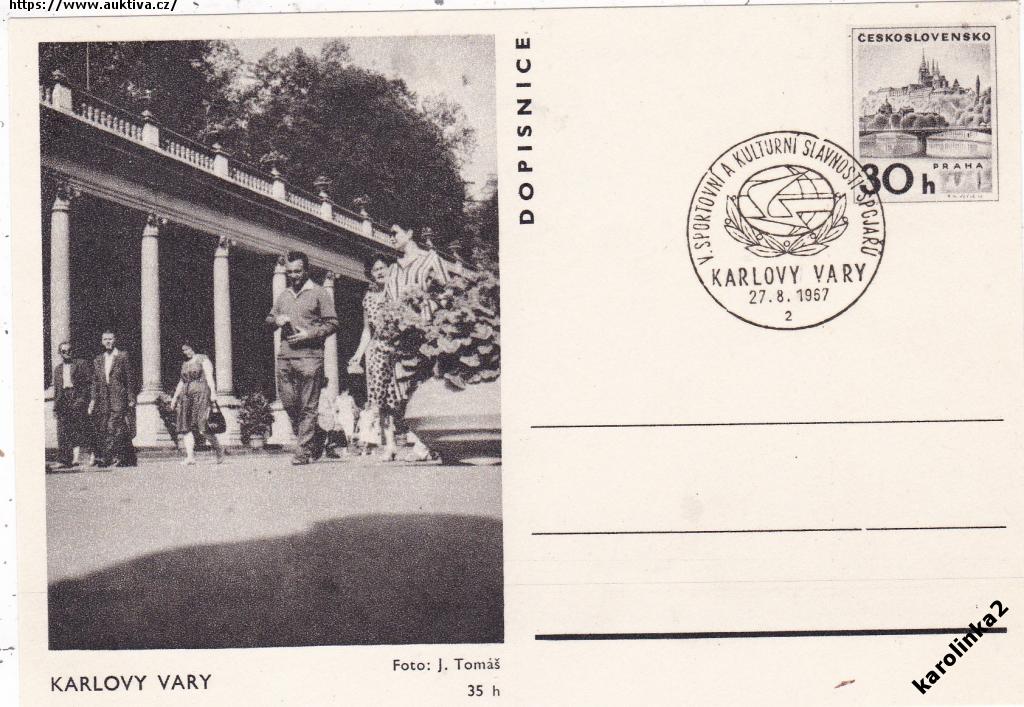 https://www.auktiva.cz/
DOPISNICE
ČESKOSLOVENSKO
PRAHA
30 h
V. SPORTOVNÍ A KULTURNÍ SLAVNOSTI SPOJAŘŮ
KARLOVY VARY
27. 8. 1967
2
KARLOVY VARY
Foto: J. Tomáš
35 h
karolinka2